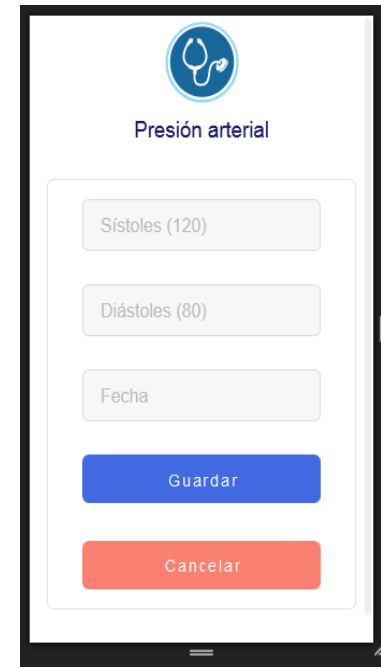 Presión arterial
Sístoles (120)
Diástoles (80)
Fecha
Guardar
Cancelar